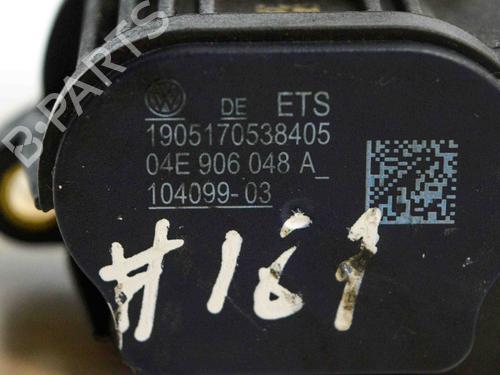 DE ETS
1905170538405
04E 906 048 A_
104099-03
#161
B-PARTS